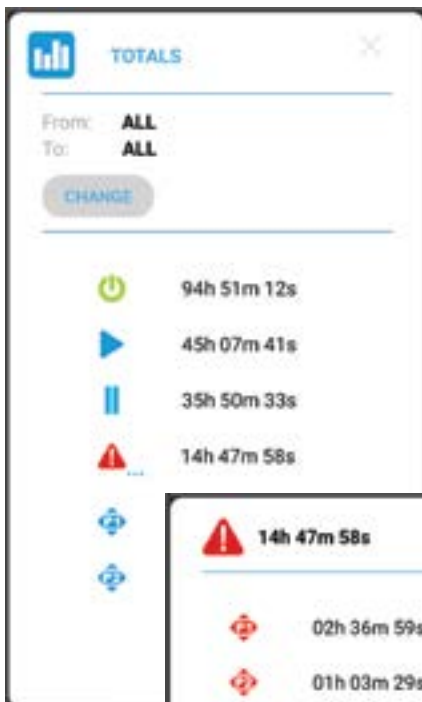 TOTALS
From: ALL
To: ALL
CHANGE
94h 51m 12s
45h 07m 41s
35h 50m 33s
14h 47m 58s
14h 47m 58s
02h 36m 59s
01h 03m 29s